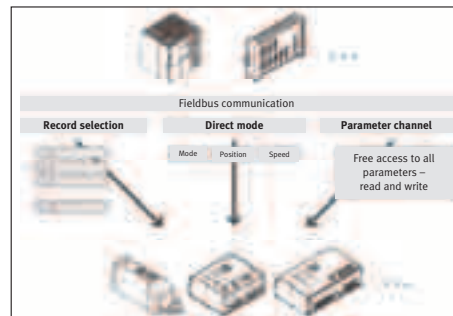 Fieldbus communication
Record selection
Direct mode
Parameter channel
Mode
Position
Speed
Free access to all
parameters –
read and write